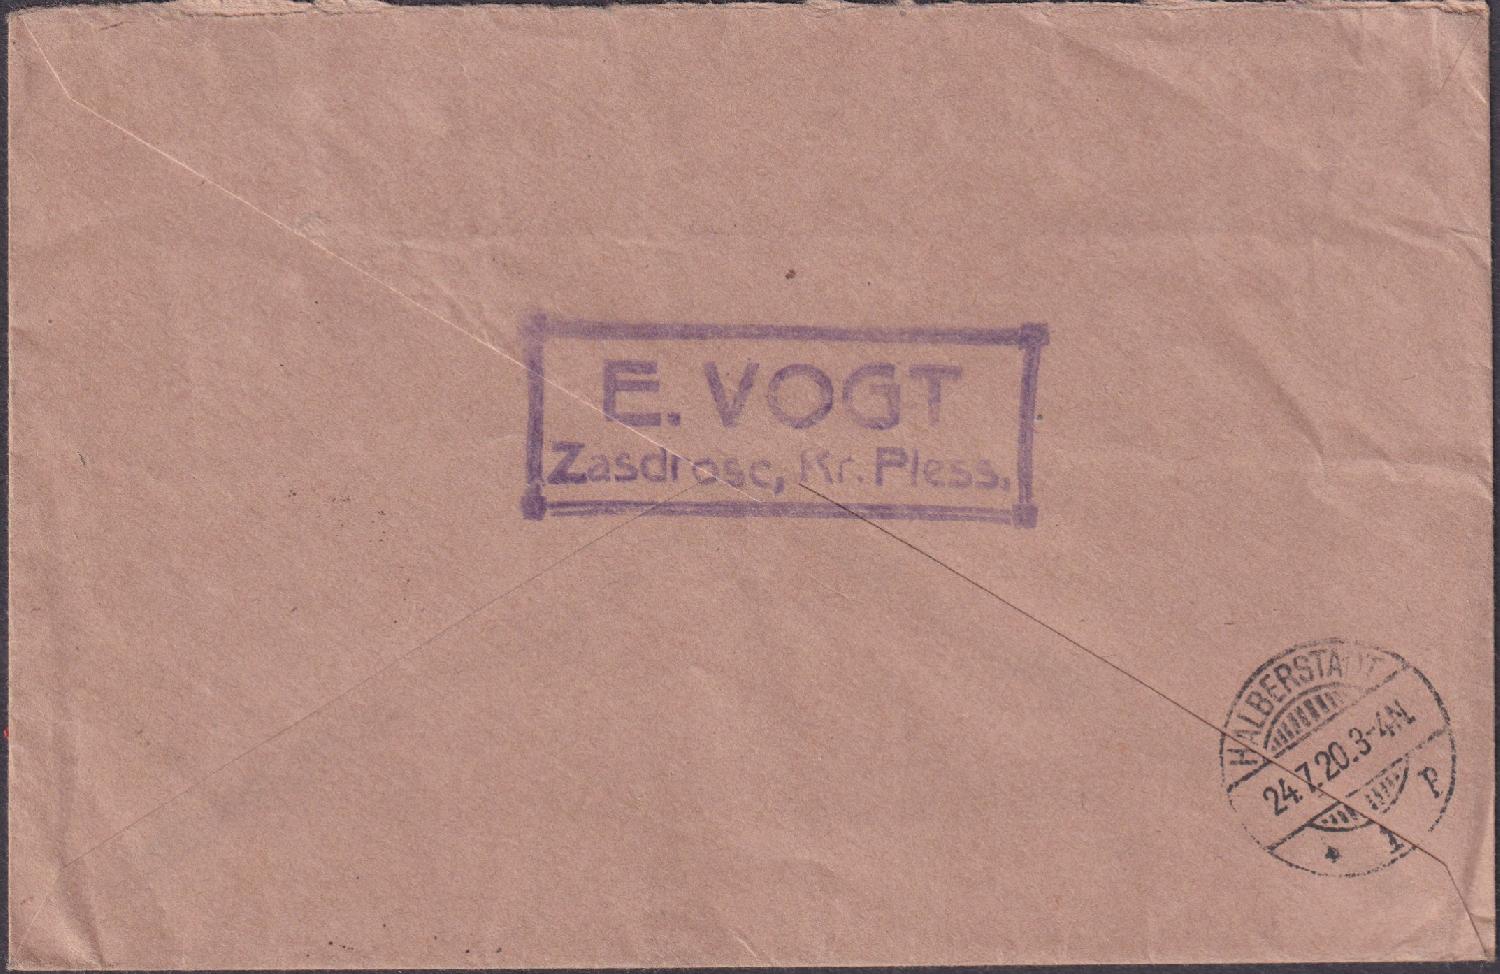 E. VOGT
Zasdrosc, Kr. Pless.
HALBERSTADT
24.7.20.3-4N.
* 1 p